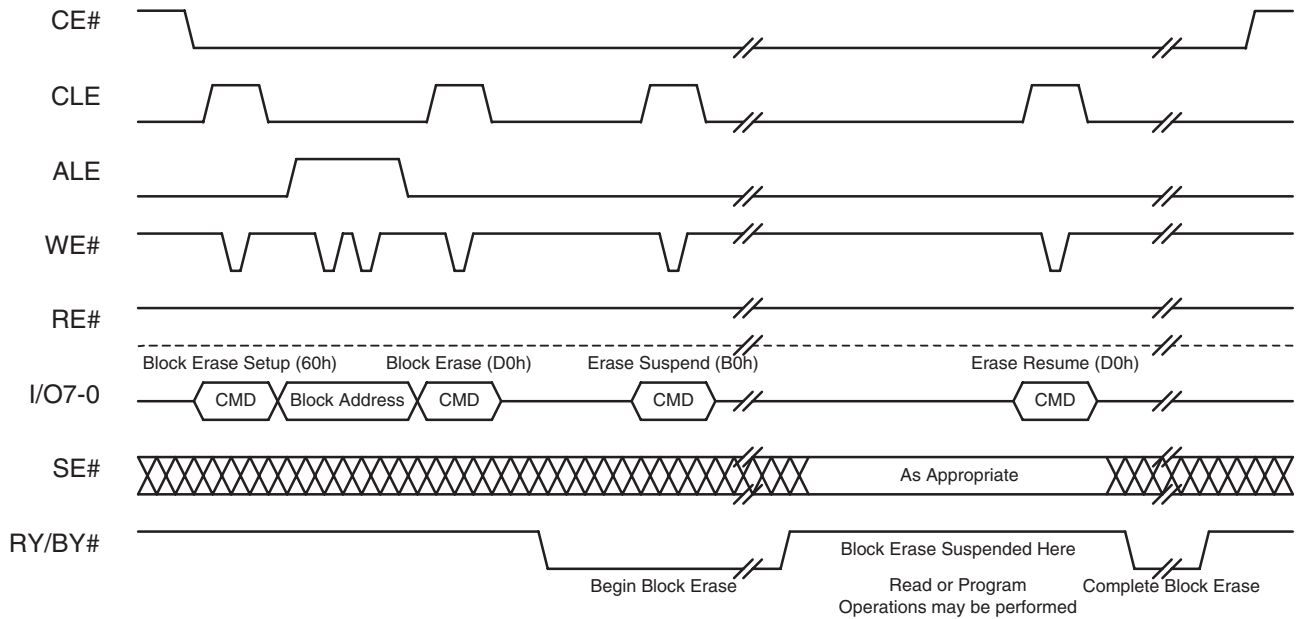 CE#
CLE
ALE
WE#
RE#
Block Erase Setup (60h) Block Erase (D0h) Erase Suspend (B0h) Erase Resume (D0h)
I/O7-0 CMD Block Address CMD CMD CMD
SE# As Appropriate
RY/BY# Block Erase Suspended Here
Begin Block Erase Read or Program Complete Block Erase
Operations may be performed